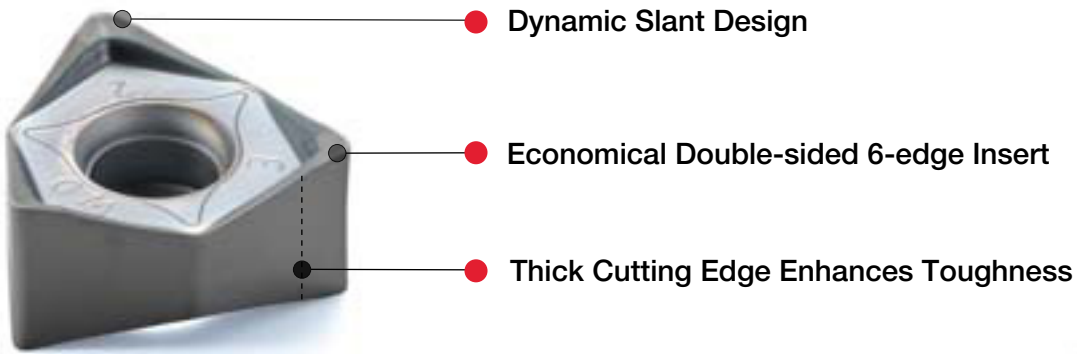 Dynamic Slant Design
Economical Double-sided 6-edge Insert
Thick Cutting Edge Enhances Toughness